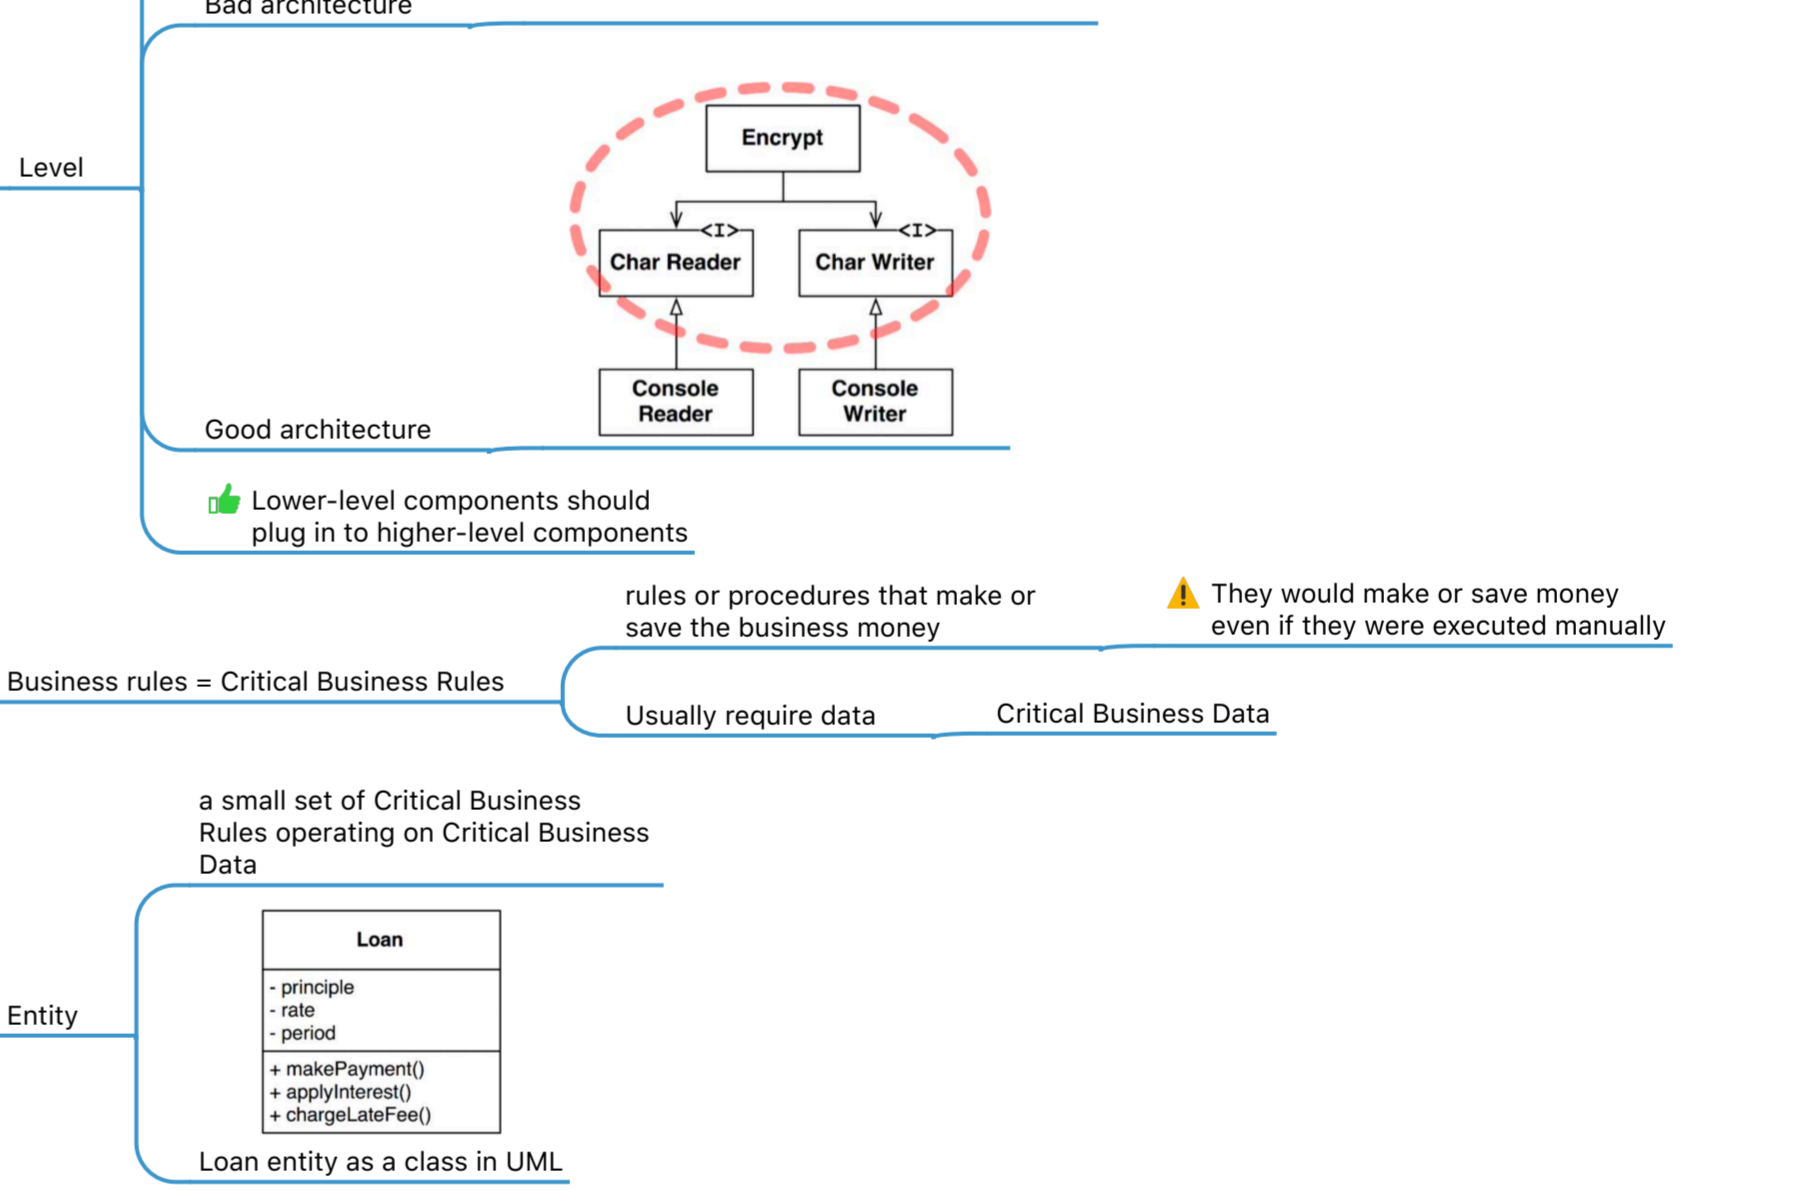 Bad architecture
Level
Encrypt
<I>
<I>
Char Reader
Char Writer
Console
Reader
Console
Writer
Good architecture
Lower-level components should
plug in to higher-level components
rules or procedures that make or
save the business money
They would make or save money
even if they were executed manually
Business rules = Critical Business Rules
Usually require data
Critical Business Data
a small set of Critical Business
Rules operating on Critical Business
Data
Entity
Loan
- principle
- rate
- period
+ makePayment()
+ applyInterest()
+ chargeLateFee()
Loan entity as a class in UML